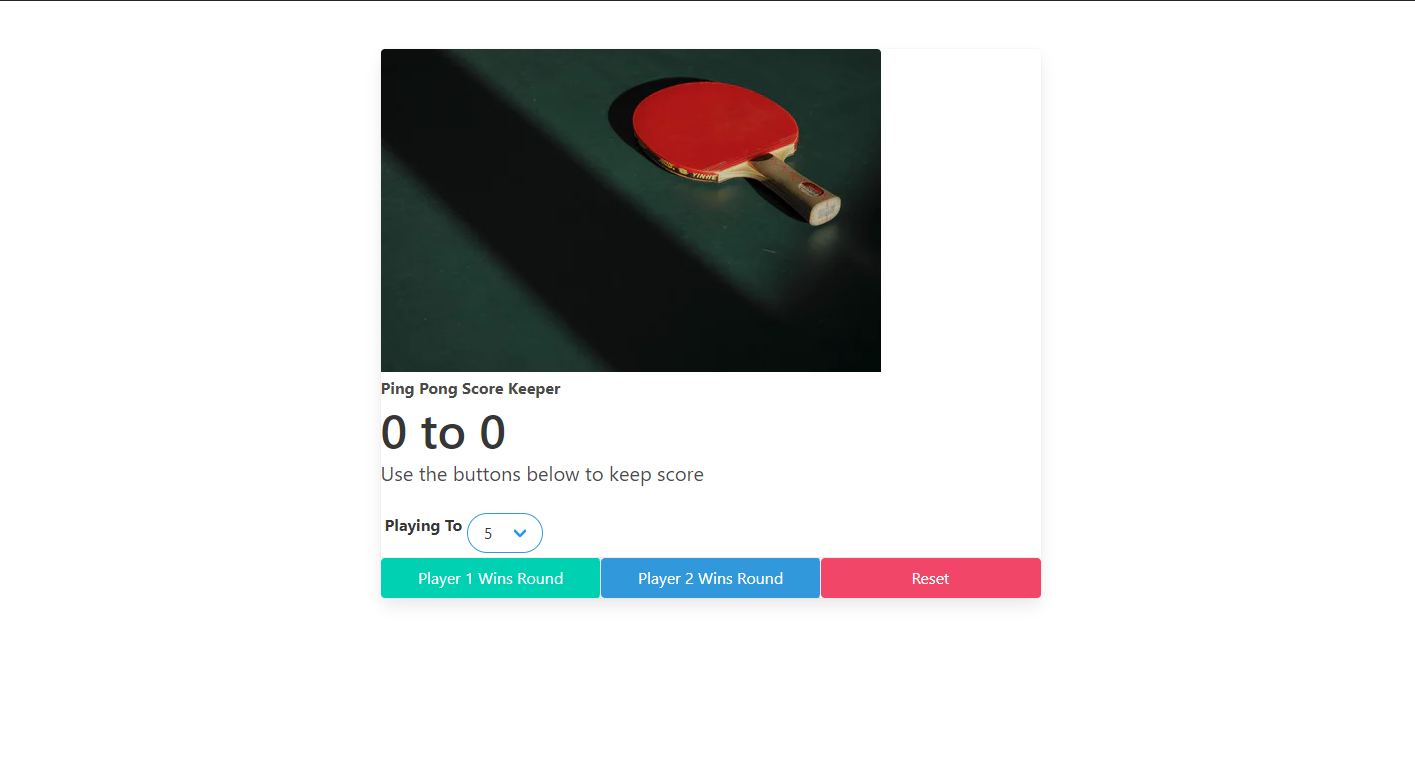 YINHE
Ping Pong Score Keeper
0 to 0
Use the buttons below to keep score
Playing To 5
Player 1 Wins Round Player 2 Wins Round Reset